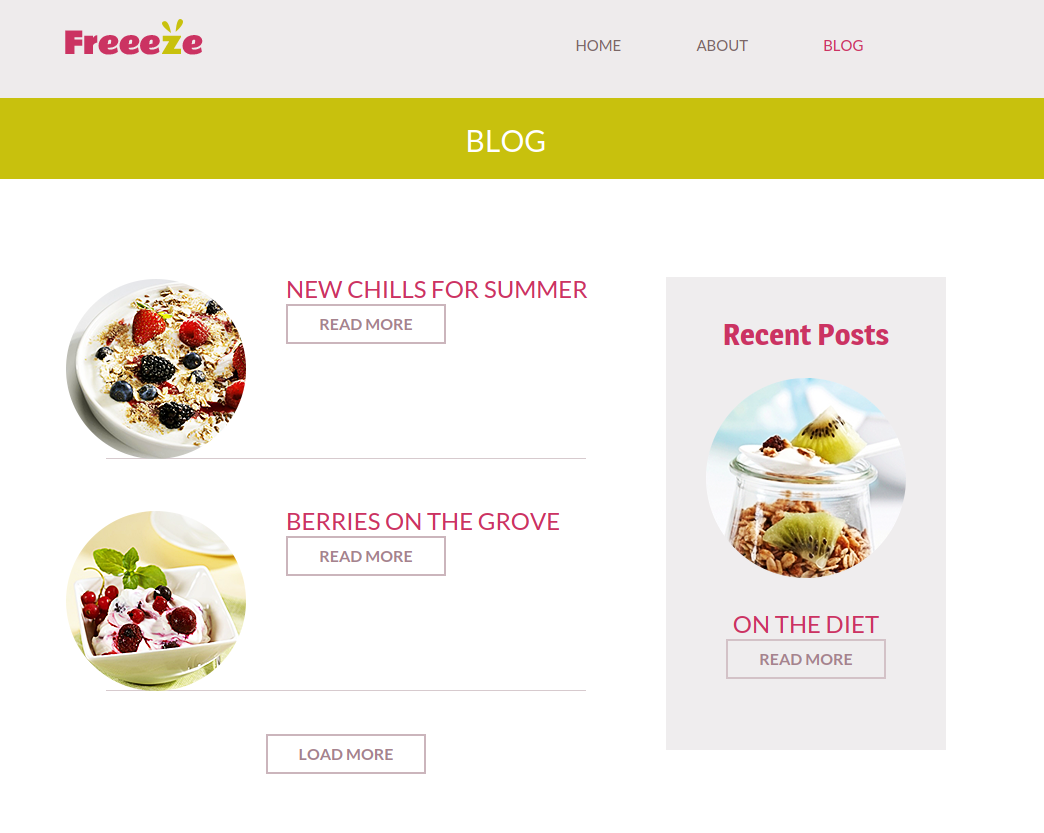 Freeeze
HOME
ABOUT
BLOG
BLOG
NEW CHILLS FOR SUMMER
READ MORE
BERRIES ON THE GROVE
READ MORE
LOAD MORE
Recent Posts
ON THE DIET
READ MORE